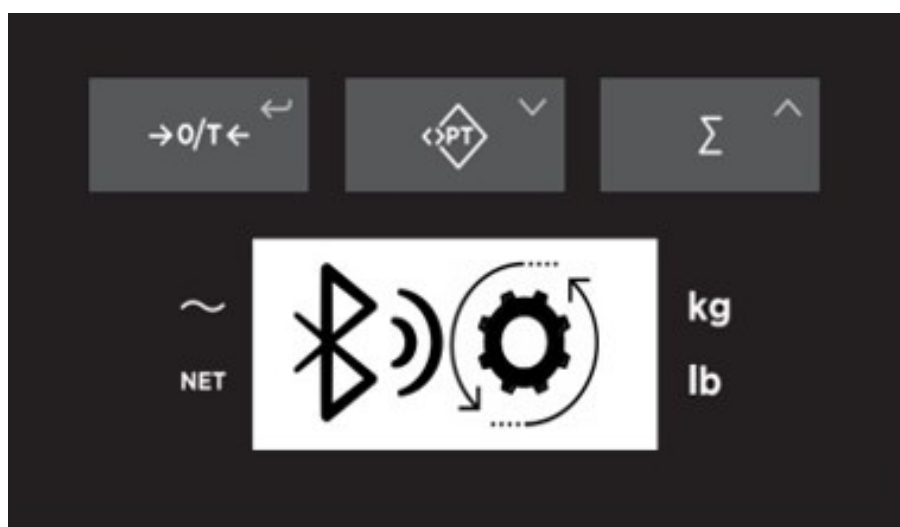 →0/T←
<>PT
Σ
~
kg
NET
lb